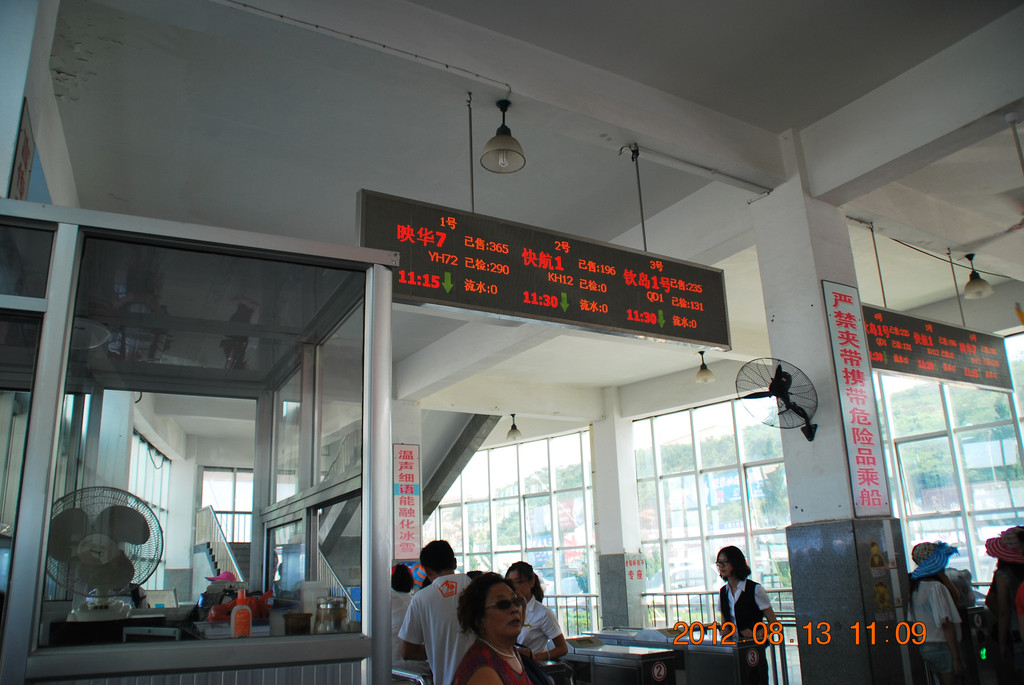 1号
映华7 已售:365
YH72 已检:290
11:15 流水:0
2号
快航1 已售:196
KH12 已检:0
11:30 流水:0
3号
钦岛1号 已售:235
QD1 已检:131
11:30 流水:0
严禁夹带携带危险品乘船
温声细语能融化冰雪
专座
②
③
2012.08.13 11:09